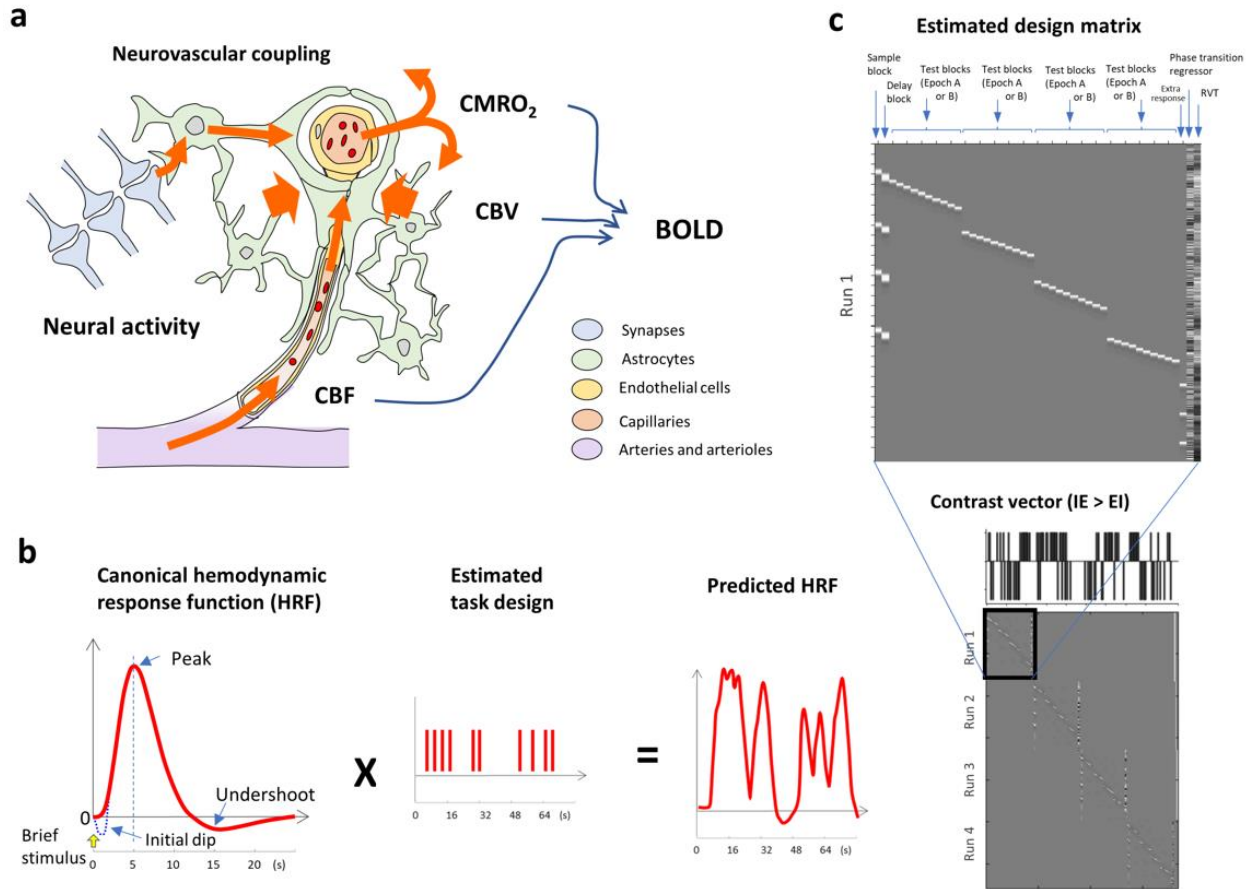 a
Neurovascular coupling
CMRO2
CBV
BOLD
Neural activity
CBF
Synapses
Astrocytes
Endothelial cells
Capillaries
Arteries and arterioles
b
Canonical hemodynamic
response function (HRF)
Peak
Undershoot
Initial dip
0
Brief
stimulus
0 5 10 15 20 (s)
X
Estimated
task design
0 16 32 48 64 (s)
=
Predicted HRF
0 16 32 48 64 (s)
c
Estimated design matrix
Sample
block
Delay
block
Test blocks
(Epoch A
or B)
Test blocks
(Epoch A
or B)
Test blocks
(Epoch A
or B)
Test blocks
(Epoch A
or B)
Extra
response
Phase transition
regressor
RVT
Run 1
Contrast vector (IE > EI)
Run 1
Run 2
Run 3
Run 4